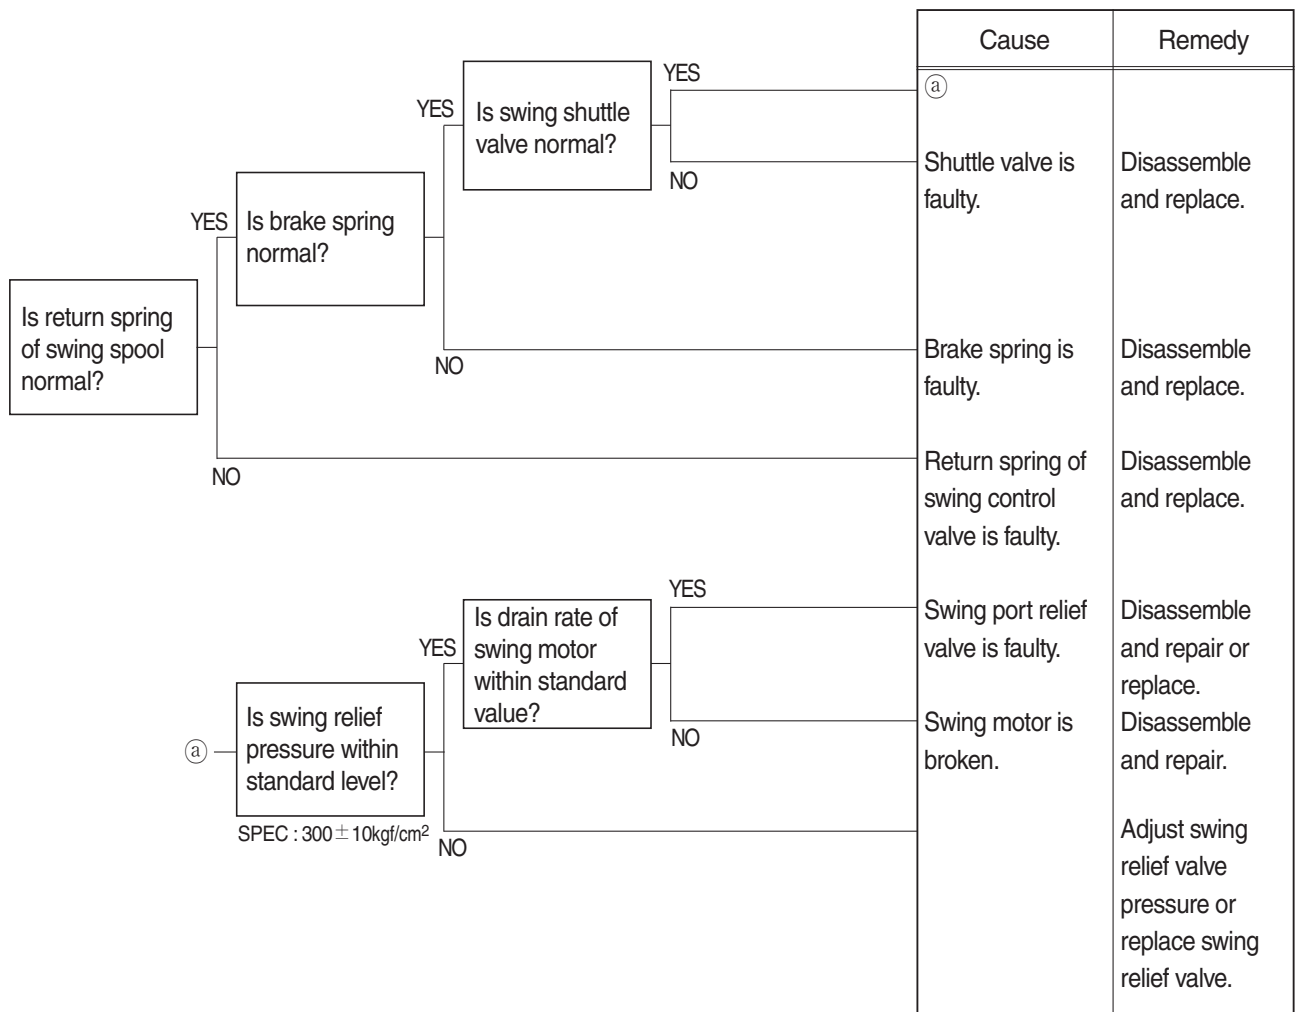 Cause
Remedy
YES
ⓐ
YES
Is swing shuttle
valve normal?
Shuttle valve is
faulty.
Disassemble
and replace.
NO
YES
Is brake spring
normal?
Is return spring
of swing spool
normal?
NO
Brake spring is
faulty.
Disassemble
and replace.
NO
Return spring of
swing control
valve is faulty.
Disassemble
and replace.
YES
Is drain rate of
swing motor
within standard
value?
YES
Swing port relief
valve is faulty.
Disassemble
and repair or
replace.
ⓐ
Is swing relief
pressure within
standard level?
NO
Swing motor is
broken.
Disassemble
and repair.
SPEC : 300±10kgf/cm²
NO
Adjust swing
relief valve
pressure or
replace swing
relief valve.